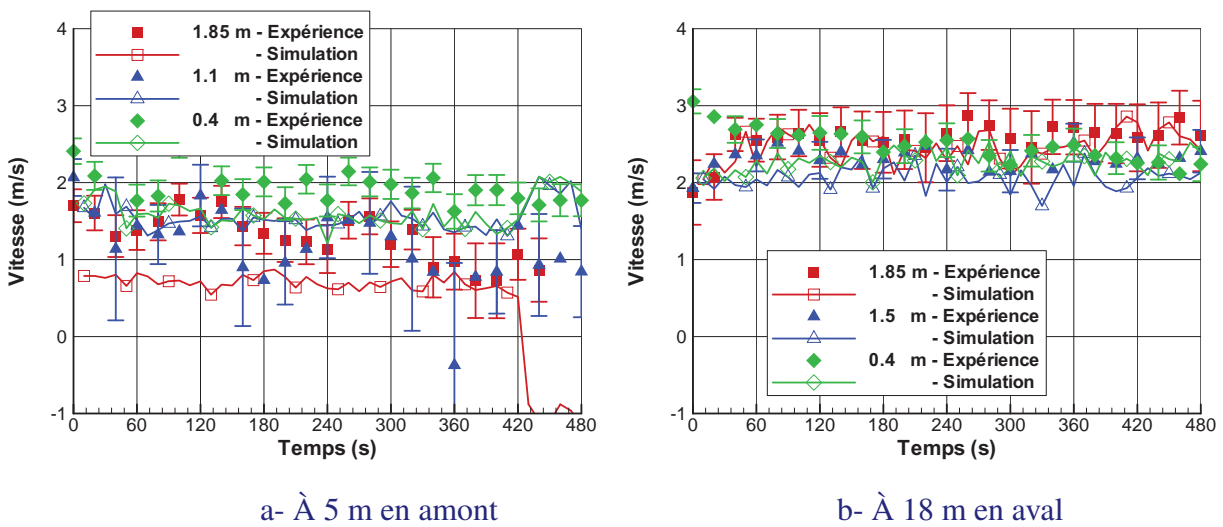 4
3
2
1
0
-1
Vitesse (m/s)
1.85 m - Expérience
- Simulation
1.1 m - Expérience
- Simulation
0.4 m - Expérience
- Simulation
0 60 120 180 240 300 360 420 480
Temps (s)
a- À 5 m en amont
4
3
2
1
0
-1
Vitesse (m/s)
1.85 m - Expérience
- Simulation
1.5 m - Expérience
- Simulation
0.4 m - Expérience
- Simulation
0 60 120 180 240 300 360 420 480
Temps (s)
b- À 18 m en aval